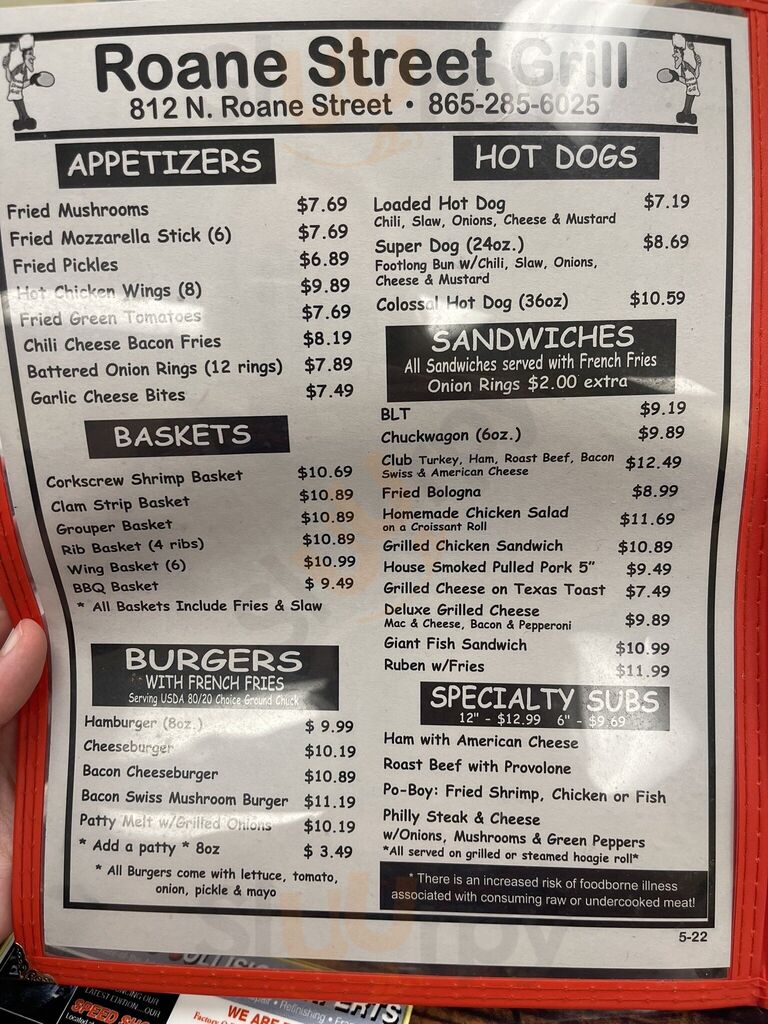 Roane Street Grill
812 N. Roane Street • 865-285-6025
APPETIZERS
Fried Mushrooms $7.69
Fried Mozzarella Stick (6) $7.69
Fried Pickles $6.89
Hot Chicken Wings (8) $9.89
Fried Green Tomatoes $7.69
Chili Cheese Bacon Fries $8.19
Battered Onion Rings (12 rings) $7.89
Garlic Cheese Bites $7.49
BASKETS
Corkscrew Shrimp Basket $10.69
Clam Strip Basket $10.89
Grouper Basket $10.89
Rib Basket (4 ribs) $10.89
Wing Basket (6) $10.99
BBQ Basket $ 9.49
* All Baskets Include Fries & Slaw
BURGERS
WITH FRENCH FRIES
Serving USDA 80/20 Choice Ground Chuck
Hamburger (8oz.) $ 9.99
Cheeseburger $10.19
Bacon Cheeseburger $10.89
Bacon Swiss Mushroom Burger $11.19
Patty Melt w/Grilled Onions $10.19
* Add a patty * 8oz $ 3.49
* All Burgers come with lettuce, tomato,
onion, pickle & mayo
HOT DOGS
Loaded Hot Dog $7.19
Chili, Slaw, Onions, Cheese & Mustard
Super Dog (24oz.) $8.69
Footlong Bun w/Chili, Slaw, Onions,
Cheese & Mustard
Colossal Hot Dog (36oz) $10.59
SANDWICHES
All Sandwiches served with French Fries
Onion Rings $2.00 extra
BLT $9.19
Chuckwagon (6oz.) $9.89
Club Turkey, Ham, Roast Beef, Bacon $12.49
Swiss & American Cheese
Fried Bologna $8.99
Homemade Chicken Salad $11.69
on a Croissant Roll
Grilled Chicken Sandwich $10.89
House Smoked Pulled Pork 5" $9.49
Grilled Cheese on Texas Toast $7.49
Deluxe Grilled Cheese $9.89
Mac & Cheese, Bacon & Pepperoni
Giant Fish Sandwich $10.99
Ruben w/Fries $11.99
SPECIALTY SUBS
12" - $12.99 6" - $9.69
Ham with American Cheese
Roast Beef with Provolone
Po-Boy: Fried Shrimp, Chicken or Fish
Philly Steak & Cheese
w/Onions, Mushrooms & Green Peppers
*All served on grilled or steamed hoagie roll*
* There is an increased risk of foodborne illness
associated with consuming raw or undercooked meat!
5-22
LATEST EDITION...OUR
SPEED
Located
Refinishing
WE ARE
Factory